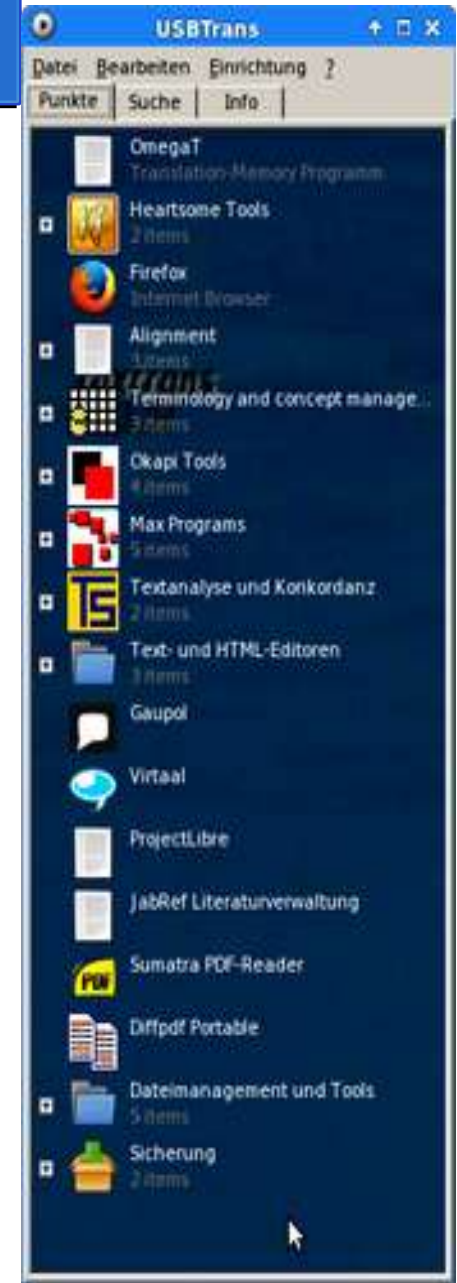 USBTrans
Datei Bearbeiten Einrichtung ?
Punkte Suche Info
OmegaT
Translation-Memory Programm
Heartsome Tools
2 items
Firefox
Internet Browser
Alignment
3 items
Terminology and concept manage...
3 items
Okapi Tools
4 items
Max Programs
5 items
TS
Textanalyse und Konkordanz
2 items
Text- und HTML-Editoren
3 items
Gaupol
Virtaal
ProjectLibre
JabRef Literaturverwaltung
PDF
Sumatra PDF-Reader
Diffpdf Portable
Dateimanagement und Tools
5 items
Sicherung
2 items